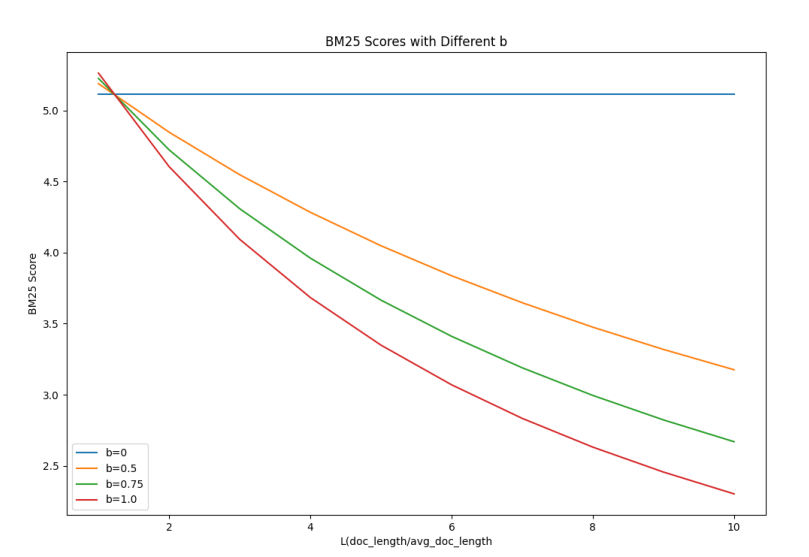 BM25 Scores with Different b
BM25 Score
5.0
4.5
4.0
3.5
3.0
2.5
b=0
b=0.5
b=0.75
b=1.0
2
4
6
8
10
L(doc_length/avg_doc_length